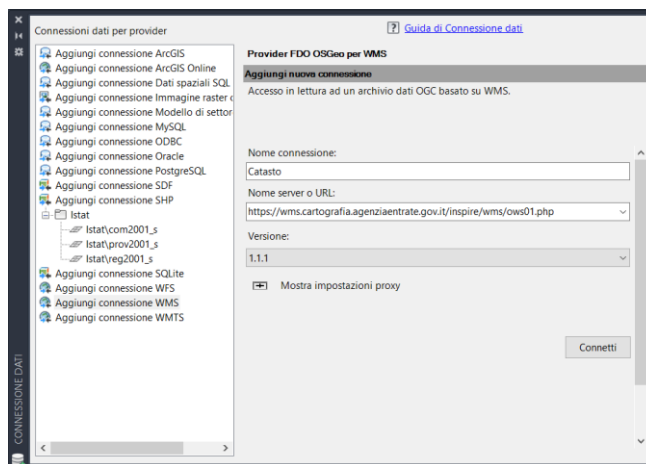 Connessioni dati per provider
Guida di Connessione dati
Aggiungi connessione ArcGIS
Aggiungi connessione ArcGIS Online
Aggiungi connessione Dati spaziali SQL
Aggiungi connessione Immagine raster
Aggiungi connessione Modello di settor
Aggiungi connessione MySQL
Aggiungi connessione ODBC
Aggiungi connessione Oracle
Aggiungi connessione PostgreSQL
Aggiungi connessione SDF
Aggiungi connessione SHP
Istat
Istat\com2001_s
Istat\prov2001_s
Istat\reg2001_s
Aggiungi connessione SQLite
Aggiungi connessione WFS
Aggiungi connessione WMS
Aggiungi connessione WMTS
Provider FDO OSGeo per WMS
Aggiungi nuova connessione
Accesso in lettura ad un archivio dati OGC basato su WMS.
Nome connessione:
Catasto
Nome server o URL:
https://wms.cartografia.agenziaentrate.gov.it/inspire/wms/ows01.php
Versione:
1.1.1
Mostra impostazioni proxy
Connetti
CONNESSIONE DATI